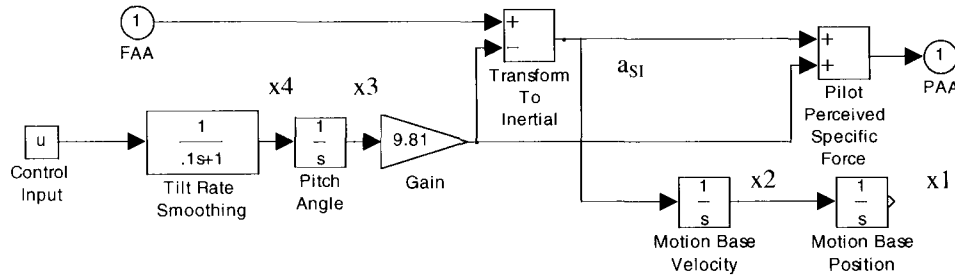 1
FAA
+
−
Transform
To
Inertial
a_SI
+
+
Pilot
Perceived
Specific
Force
1
PAA
u
Control
Input
1
.1s+1
Tilt Rate
Smoothing
x4
1
s
Pitch
Angle
x3
9.81
Gain
1
s
Motion Base
Velocity
x2
1
s
Motion Base
Position
x1